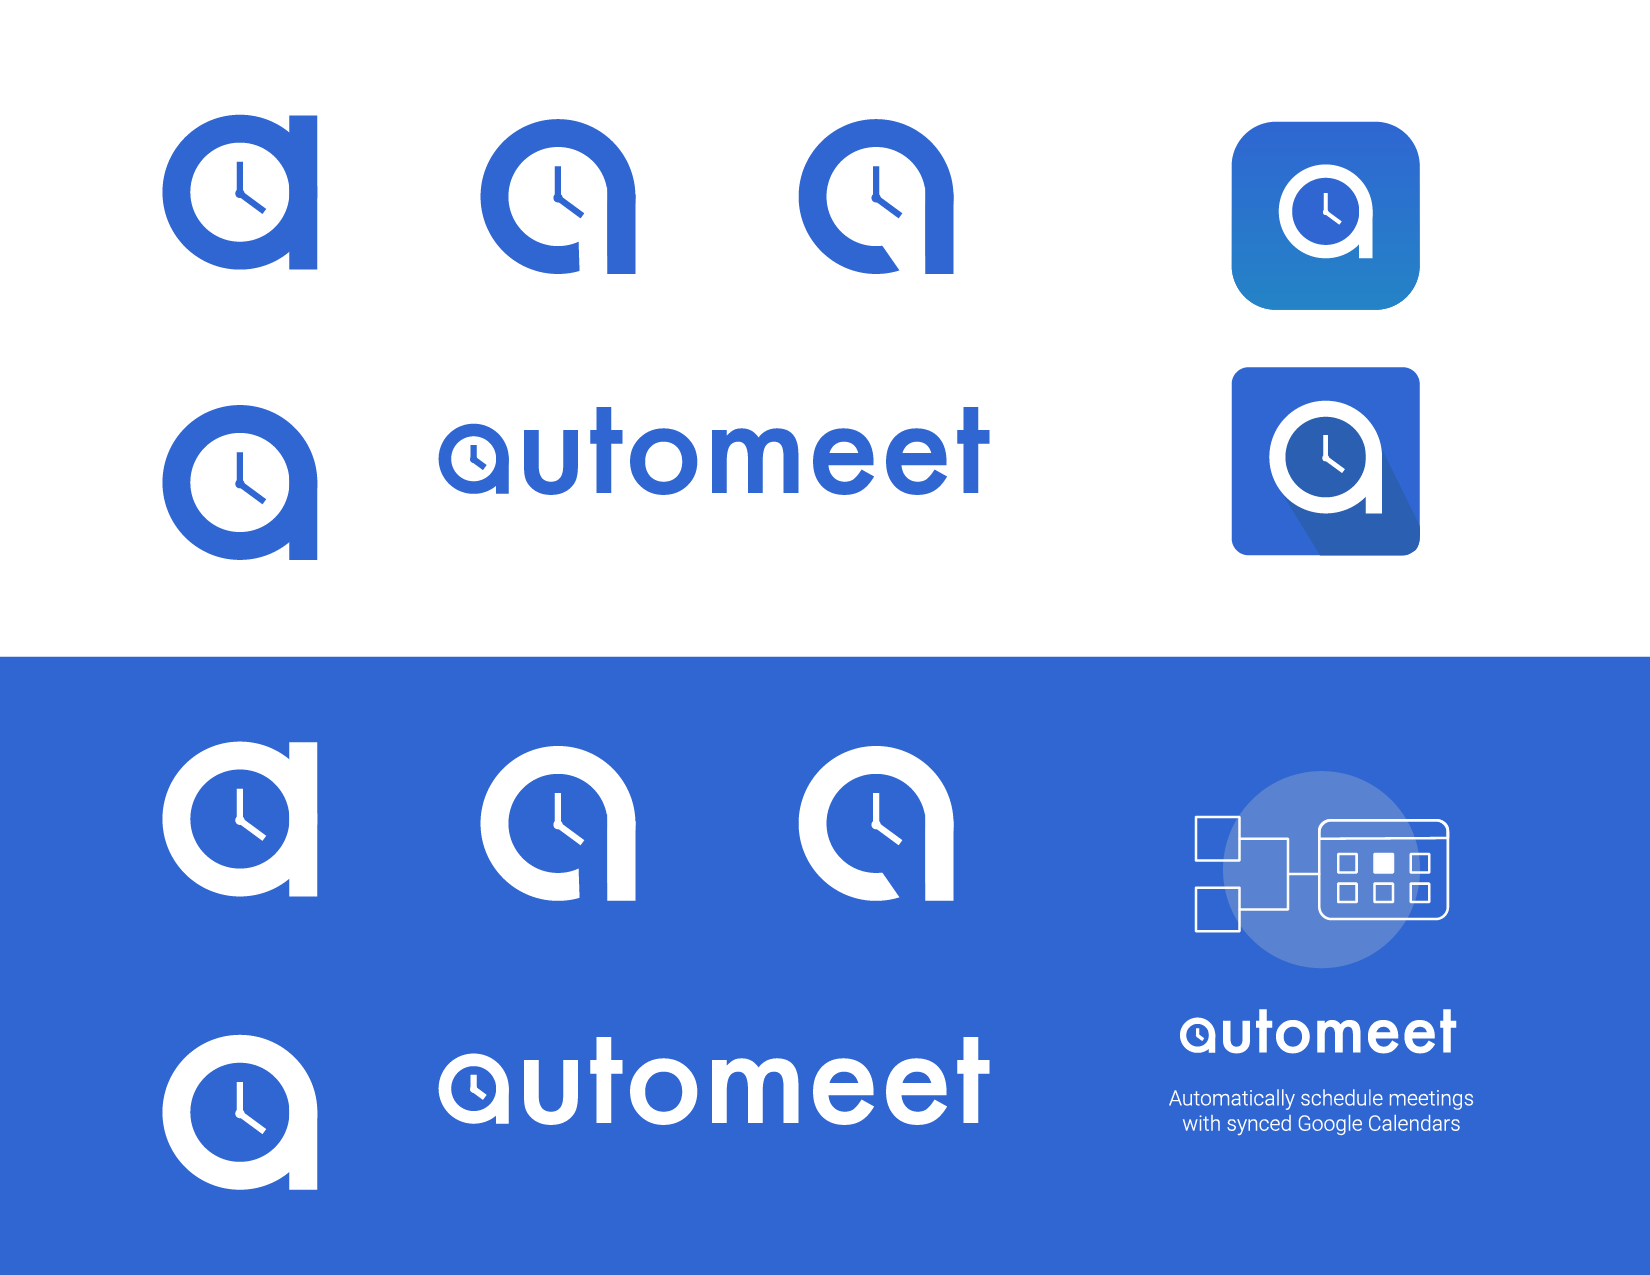 a a a
a
a automeet
a
a a a
a automeet
automeet
Automatically schedule meetings
with synced Google Calendars